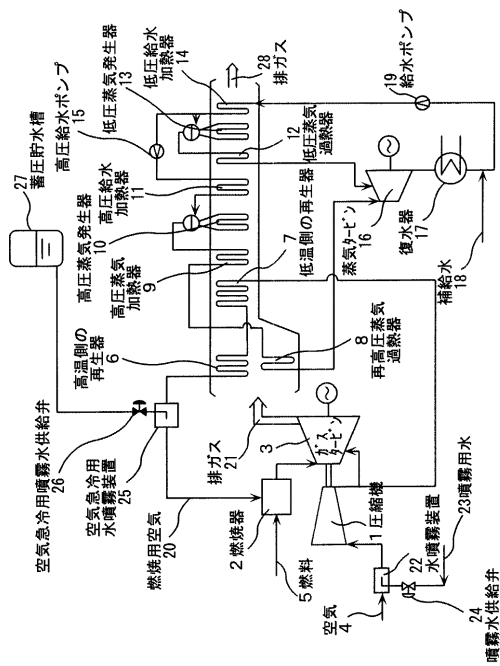 27
蓄圧貯水槽
高圧給水ポンプ
15
低圧蒸気発生器
13
低圧給水
加熱器
14
28
排ガス
19
給水ポンプ
高圧蒸気発生器
10
高圧給水
加熱器
11
高圧蒸気
加熱器
9
12
低圧蒸気
過熱器
7
低温側の再生器
高温側の
再生器
6
8
再高圧蒸気
過熱器
蒸気タービン
16
復水器
17
補給水
18
空気急冷用噴霧水供給弁
26
空気急冷用
水噴霧装置
25
燃焼用空気
20
排ガス
21
3
ガス
タービン
2燃焼器
5燃料
1圧縮機
空気
4
22
水噴霧装置
23噴霧用水
24
噴霧水供給弁